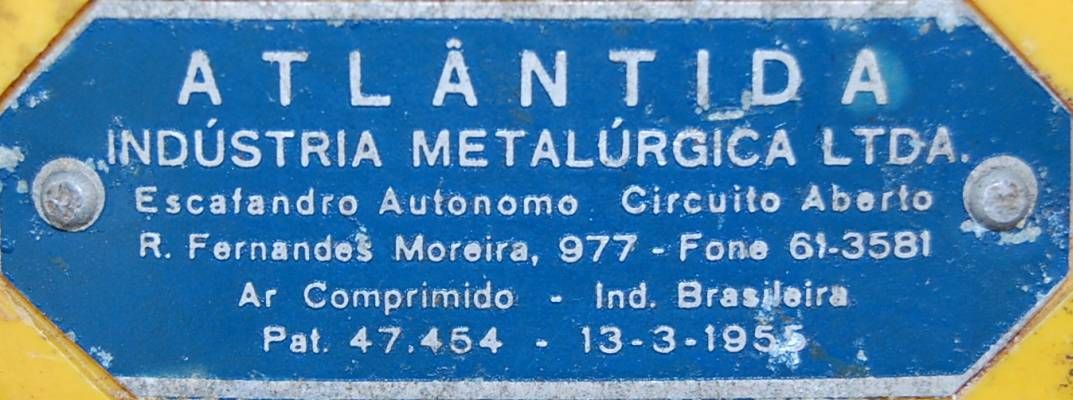 ATLÂNTIDA
INDÚSTRIA METALÚRGICA LTDA.
Escafandro Autonomo Circuito Aberto
R. Fernandes Moreira, 977 - Fone 61-3581
Ar Comprimido - Ind. Brasileira
Pat. 47.454 - 13-3-1955